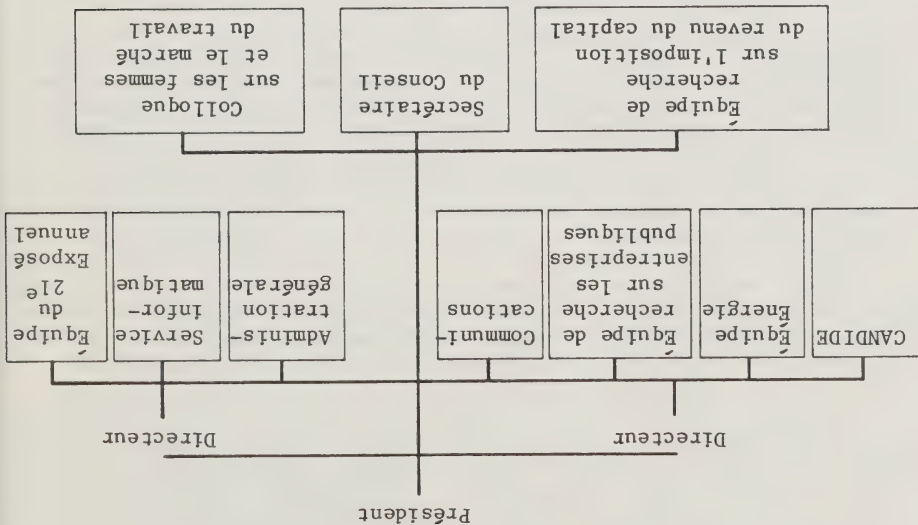 Président
Directeur
Directeur
CANDIDE
Équipe
Énergie
Équipe de
recherche
sur les
entreprises
publiques
Communi-
cations
Adminis-
tration
générale
Service
infor-
matique
Équipe
du
21e
Exposé
annuel
Équipe de
recherche
sur l'imposition
du revenu du capital
Secrétaire
du Conseil
Colloque
sur les femmes
et le marché
du travail